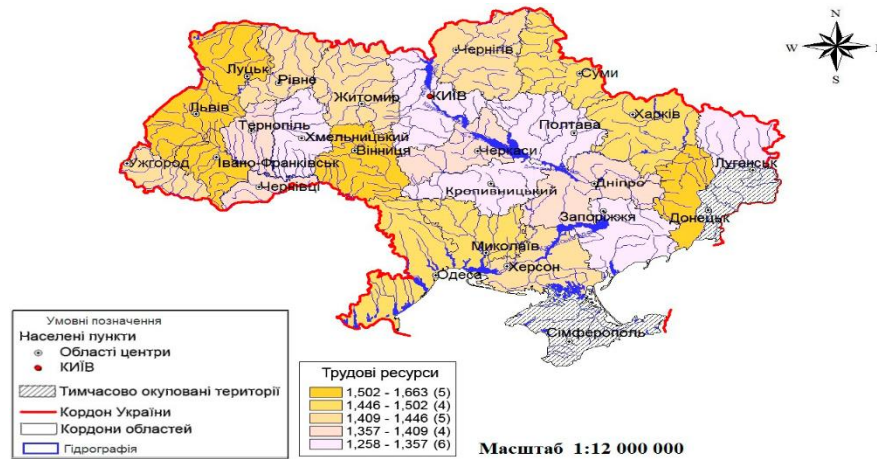 N
W
S
Чернігів
Луцьк
Рівне
Суми
Житомир
КИЇВ
Львів
Харків
Тернопіль
Полтава
Хмельницький
Вінниця
Черкаси
Луганськ
Ужгород
Івано-Франківськ
Чернівці
Кропивницький
Дніпро
Запоріжжя
Донецьк
Миколаїв
Херсон
Одеса
Сімферополь
Умовні позначення
Населені пункти
Області центри
КИЇВ
Тимчасово окуповані території
Кордон України
Кордони областей
Гідрографія
Трудові ресурси
1,502 - 1,663 (5)
1,446 - 1,502 (4)
1,409 - 1,446 (5)
1,357 - 1,409 (4)
1,258 - 1,357 (6)
Масштаб 1:12 000 000